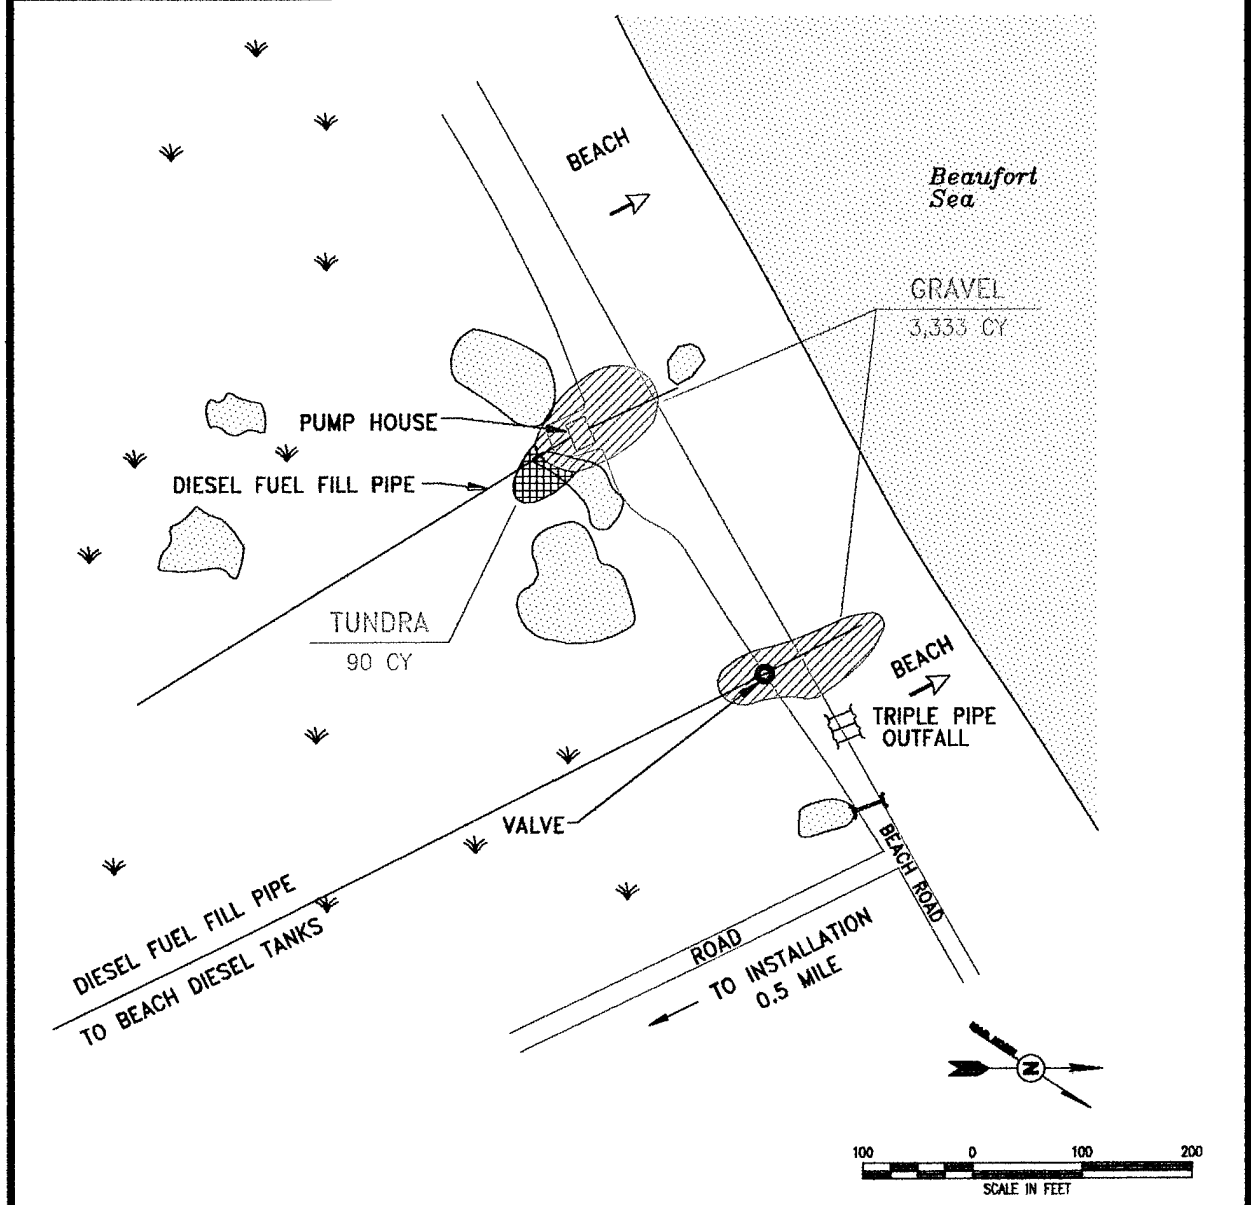 BEACH
Beaufort
Sea
GRAVEL
3,333 CY
PUMP HOUSE
DIESEL FUEL FILL PIPE
TUNDRA
90 CY
BEACH
TRIPLE PIPE
OUTFALL
VALVE
BEACH ROAD
DIESEL FUEL FILL PIPE
TO BEACH DIESEL TANKS
ROAD
TO INSTALLATION
0.5 MILE
N
100 0 100 200
SCALE IN FEET